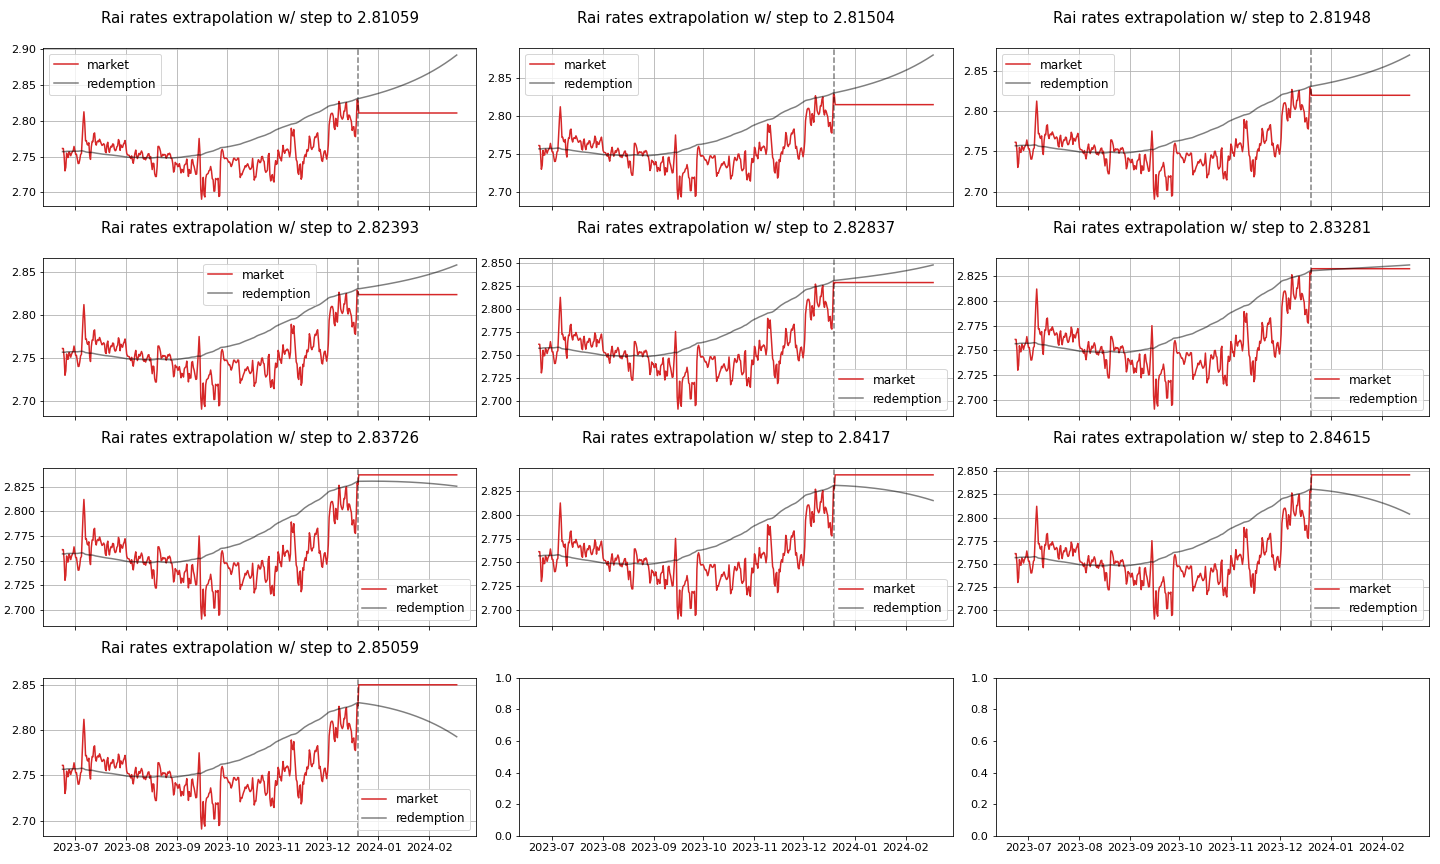 Rai rates extrapolation w/ step to 2.81059
2.90
2.85
2.80
2.75
2.70
market
redemption
Rai rates extrapolation w/ step to 2.81504
2.85
2.80
2.75
2.70
market
redemption
Rai rates extrapolation w/ step to 2.81948
2.85
2.80
2.75
2.70
market
redemption
Rai rates extrapolation w/ step to 2.82393
2.85
2.80
2.75
2.70
market
redemption
Rai rates extrapolation w/ step to 2.82837
2.850
2.825
2.800
2.775
2.750
2.725
2.700
market
redemption
Rai rates extrapolation w/ step to 2.83281
2.825
2.800
2.775
2.750
2.725
2.700
market
redemption
Rai rates extrapolation w/ step to 2.83726
2.825
2.800
2.775
2.750
2.725
2.700
market
redemption
Rai rates extrapolation w/ step to 2.8417
2.825
2.800
2.775
2.750
2.725
2.700
market
redemption
Rai rates extrapolation w/ step to 2.84615
2.850
2.825
2.800
2.775
2.750
2.725
2.700
market
redemption
Rai rates extrapolation w/ step to 2.85059
2.85
2.80
2.75
2.70
market
redemption
2023-07 2023-08 2023-09 2023-10 2023-11 2023-12 2024-01 2024-02
1.0
0.8
0.6
0.4
0.2
0.0
2023-07 2023-08 2023-09 2023-10 2023-11 2023-12 2024-01 2024-02
1.0
0.8
0.6
0.4
0.2
0.0
2023-07 2023-08 2023-09 2023-10 2023-11 2023-12 2024-01 2024-02